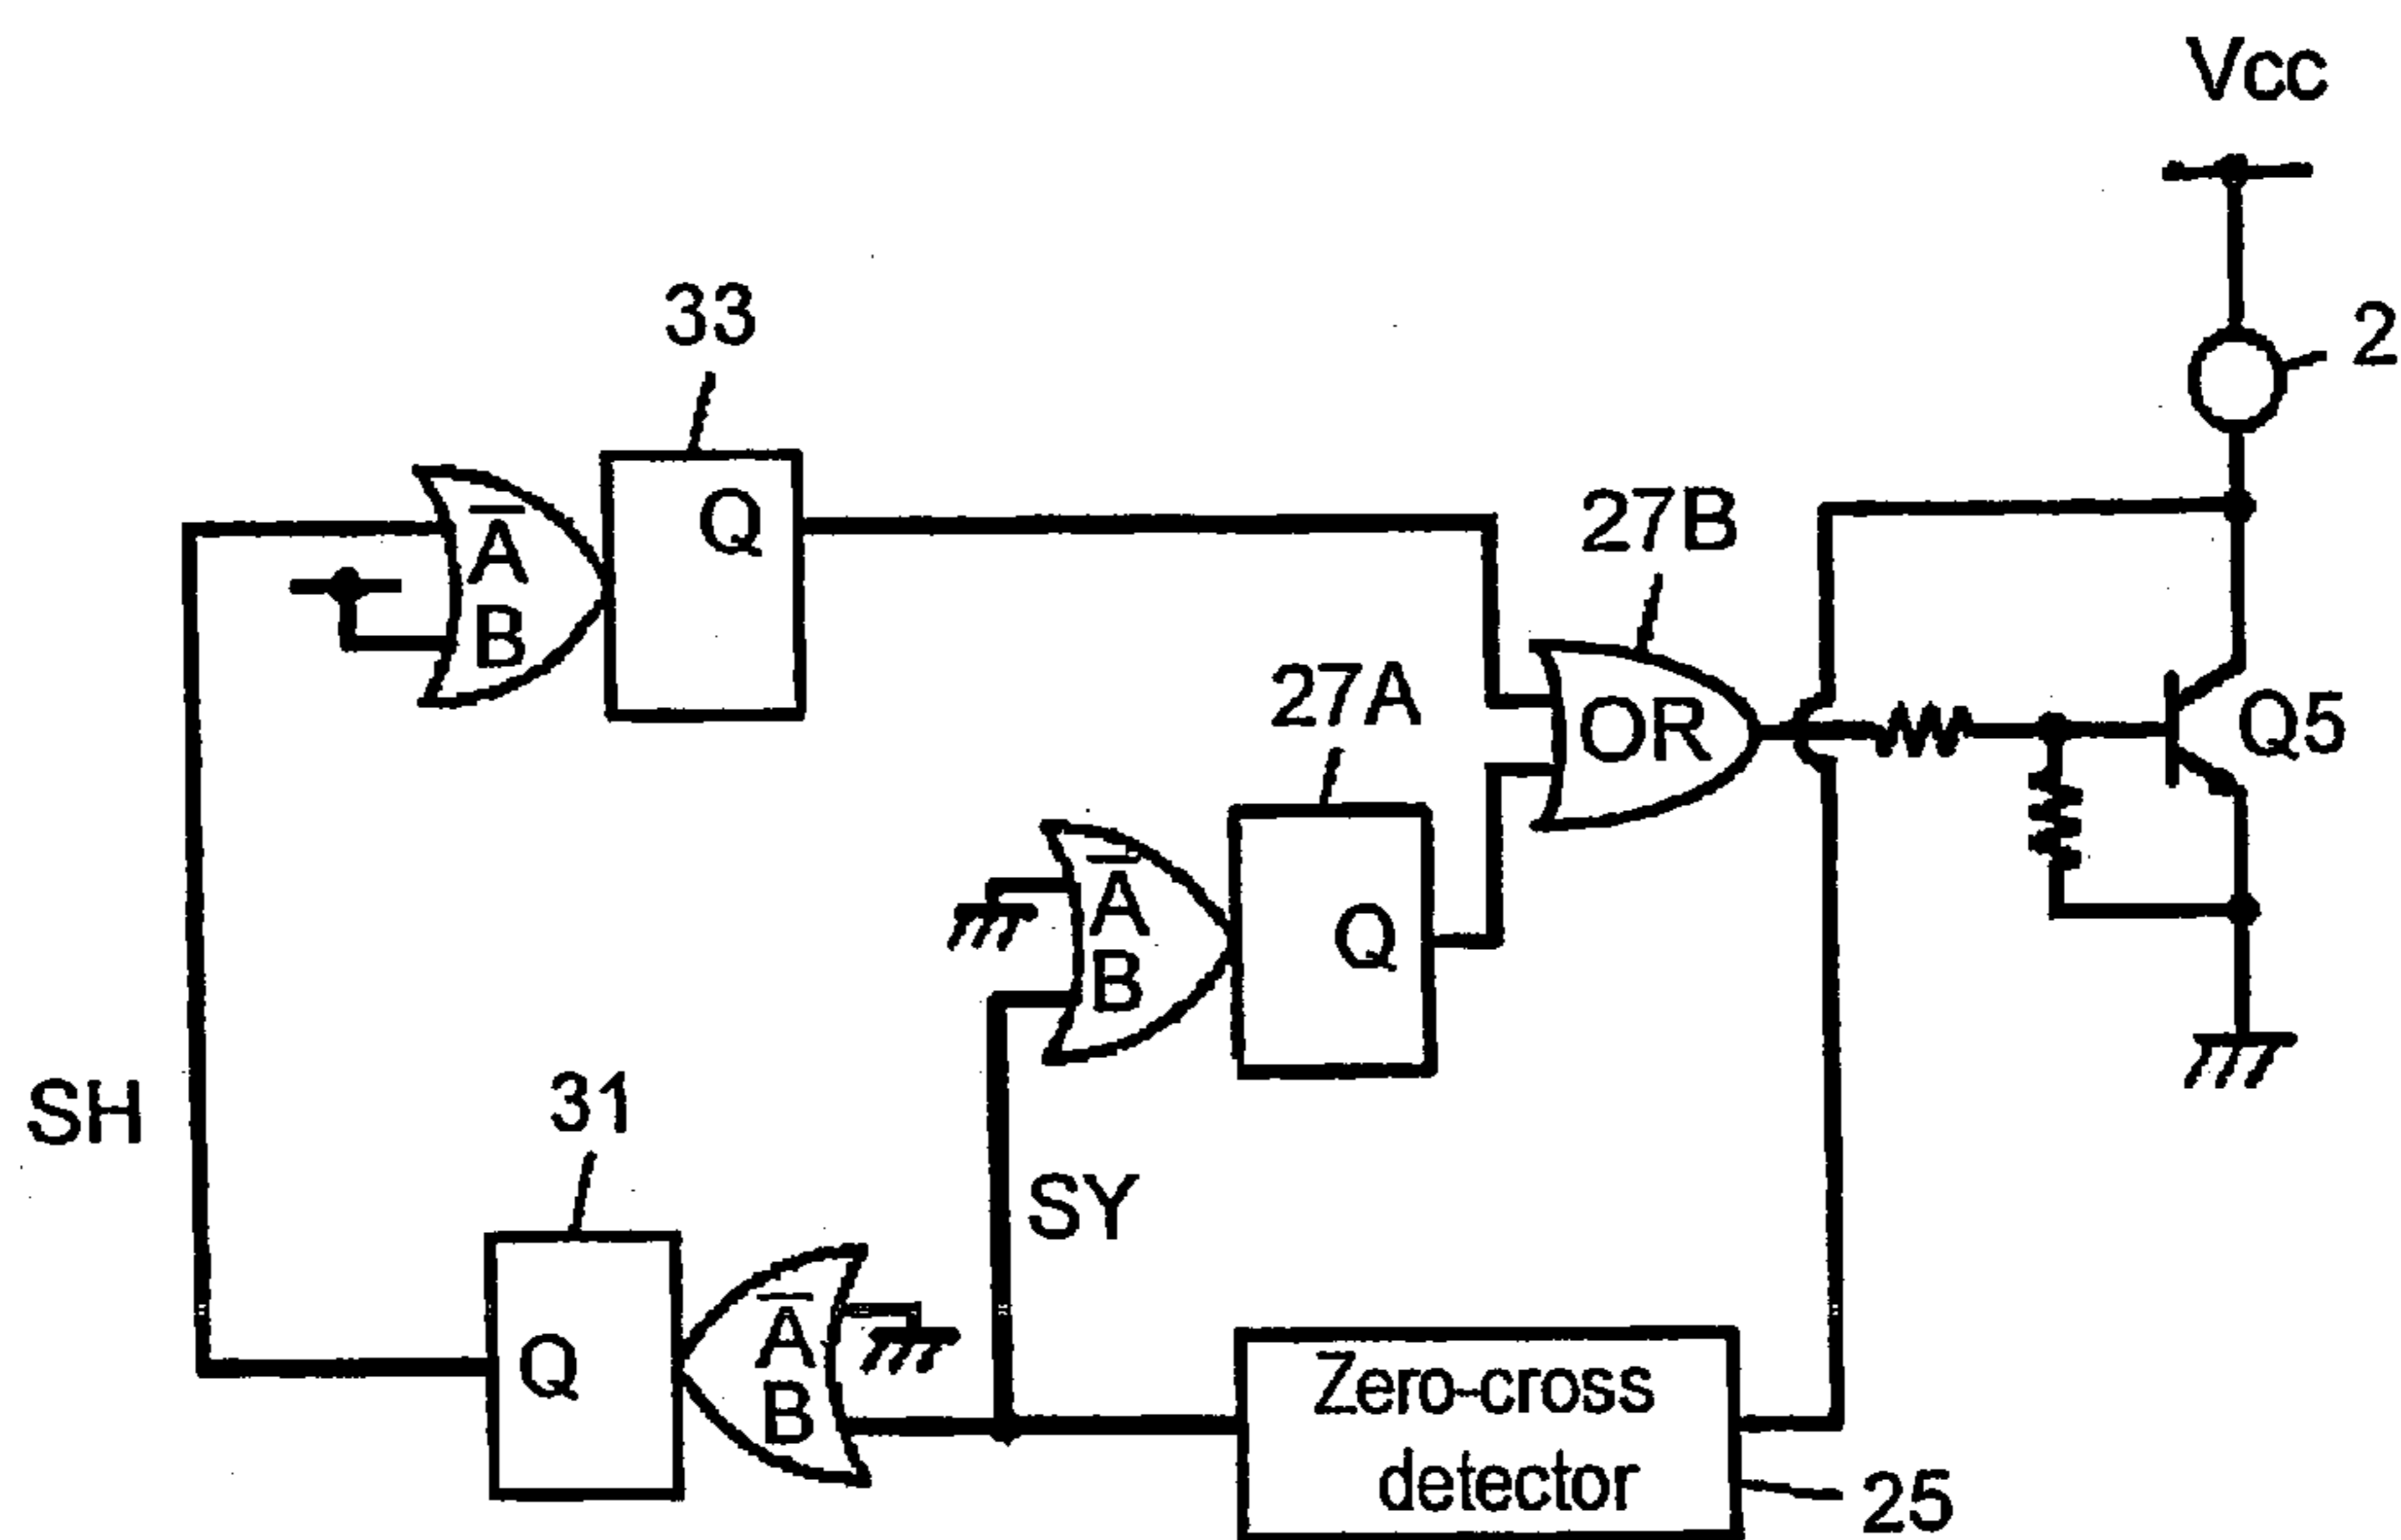 Vcc
2
33
Q
A
B
27B
27A
OR
Q5
A
B
Q
SH
31
SY
Q
A
B
Zero-cross
detector
25